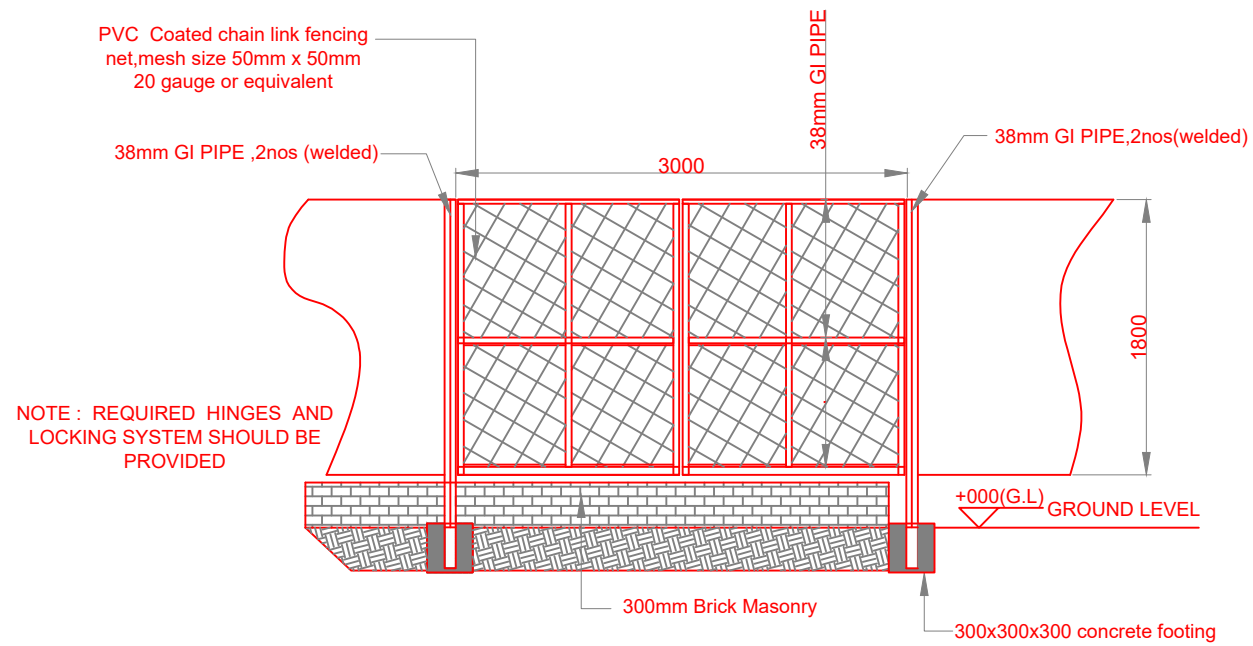 PVC Coated chain link fencing
net,mesh size 50mm x 50mm
20 gauge or equivalent
38mm GI PIPE
38mm GI PIPE ,2nos (welded)
38mm GI PIPE,2nos(welded)
3000
1800
NOTE : REQUIRED HINGES AND
LOCKING SYSTEM SHOULD BE
PROVIDED
+000(G.L)
GROUND LEVEL
300mm Brick Masonry
300x300x300 concrete footing